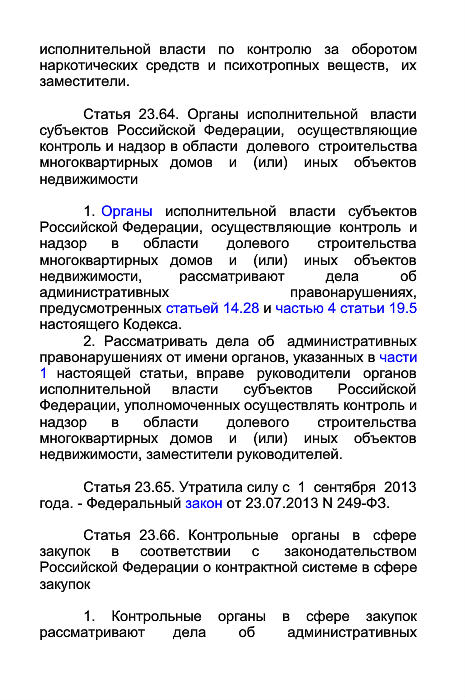 исполнительной власти по контролю за оборотом
наркотических средств и психотропных веществ, их
заместители.
Статья 23.64. Органы исполнительной власти
субъектов Российской Федерации, осуществляющие
контроль и надзор в области долевого строительства
многоквартирных домов и (или) иных объектов
недвижимости
1. Органы исполнительной власти субъектов
Российской Федерации, осуществляющие контроль и
надзор в области долевого строительства
многоквартирных домов и (или) иных объектов
недвижимости, рассматривают дела об
административных правонарушениях,
предусмотренных статьей 14.28 и частью 4 статьи 19.5
настоящего Кодекса.
2. Рассматривать дела об административных
правонарушениях от имени органов, указанных в части
1 настоящей статьи, вправе руководители органов
исполнительной власти субъектов Российской
Федерации, уполномоченных осуществлять контроль и
надзор в области долевого строительства
многоквартирных домов и (или) иных объектов
недвижимости, заместители руководителей.
Статья 23.65. Утратила силу с 1 сентября 2013
года. - Федеральный закон от 23.07.2013 N 249-ФЗ.
Статья 23.66. Контрольные органы в сфере
закупок в соответствии с законодательством
Российской Федерации о контрактной системе в сфере
закупок
1. Контрольные органы в сфере закупок
рассматривают дела об административных